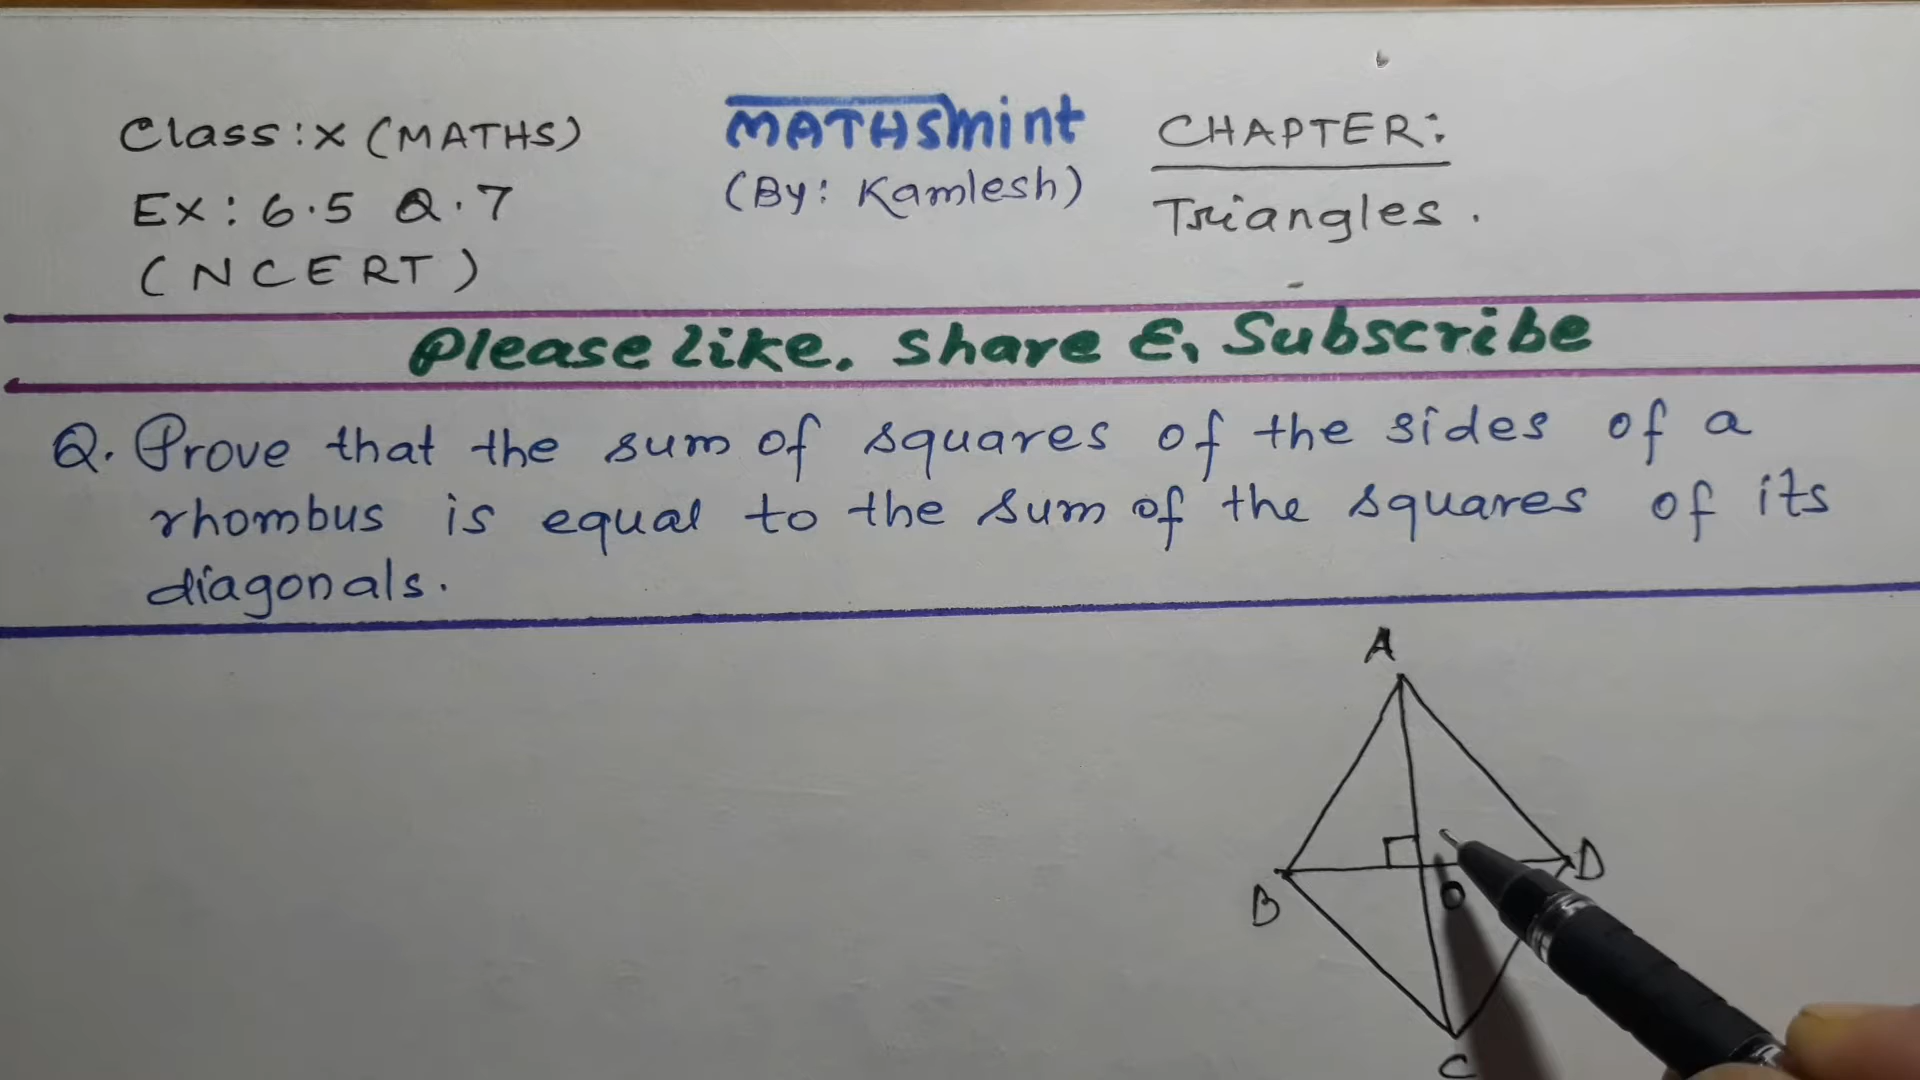 Class: X (MATHS)
Ex: 6.5 Q.7
(NCERT)
MATHSmint
(By: Kamlesh)
CHAPTER:
Triangles.
Please Like, Share &, Subscribe
Q. Prove that the sum of squares of the sides of a
rhombus is equal to the sum of the squares of its
diagonals.
A
B
D
O
C